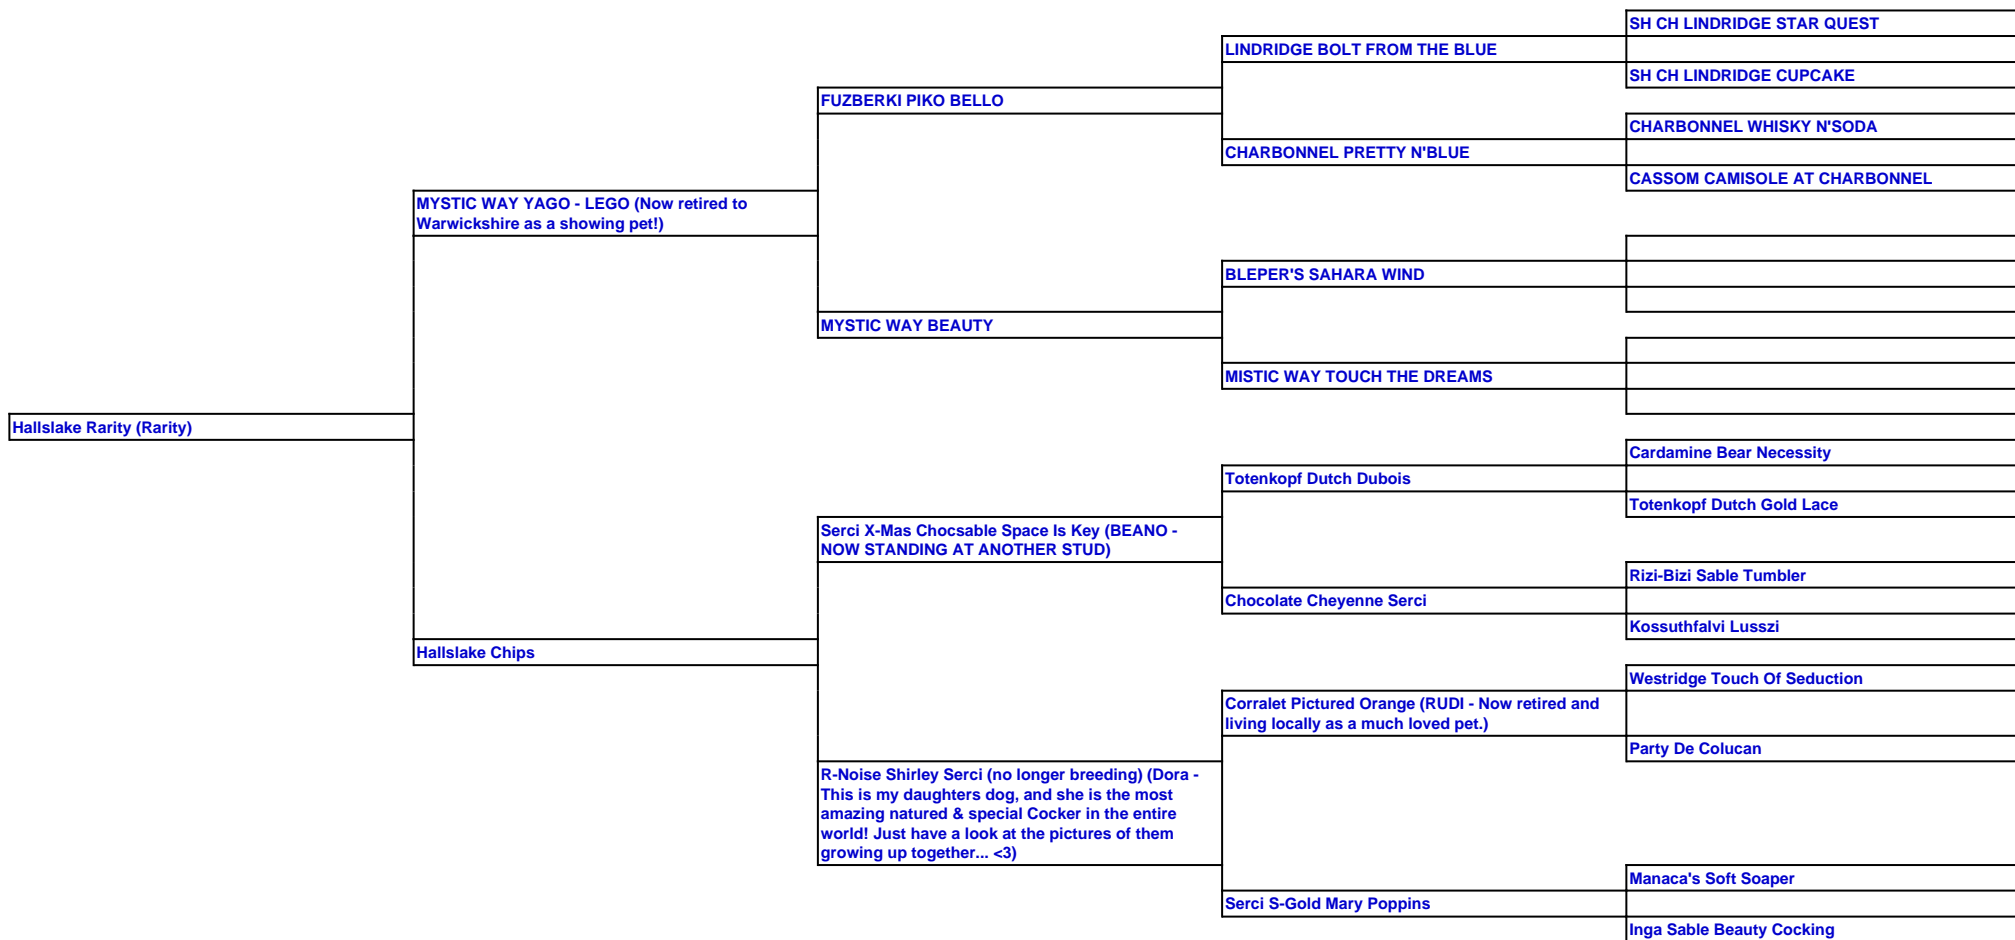 SH CH LINDRIDGE STAR QUEST
LINDRIDGE BOLT FROM THE BLUE
SH CH LINDRIDGE CUPCAKE
FUZBERKI PIKO BELLO
CHARBONNEL WHISKY N'SODA
CHARBONNEL PRETTY N'BLUE
CASSOM CAMISOLE AT CHARBONNEL
MYSTIC WAY YAGO - LEGO (Now retired to
Warwickshire as a showing pet!)
BLEPER'S SAHARA WIND
MYSTIC WAY BEAUTY
MISTIC WAY TOUCH THE DREAMS
Hallslake Rarity (Rarity)
Cardamine Bear Necessity
Totenkopf Dutch Dubois
Totenkopf Dutch Gold Lace
Serci X-Mas Chocsable Space Is Key (BEANO -
NOW STANDING AT ANOTHER STUD)
Rizi-Bizi Sable Tumbler
Chocolate Cheyenne Serci
Kossuthfalvi Lusszi
Hallslake Chips
Westridge Touch Of Seduction
Corralet Pictured Orange (RUDI - Now retired and
living locally as a much loved pet.)
Party De Colucan
R-Noise Shirley Serci (no longer breeding) (Dora -
This is my daughters dog, and she is the most
amazing natured & special Cocker in the entire
world! Just have a look at the pictures of them
growing up together... <3)
Manaca's Soft Soaper
Serci S-Gold Mary Poppins
Inga Sable Beauty Cocking